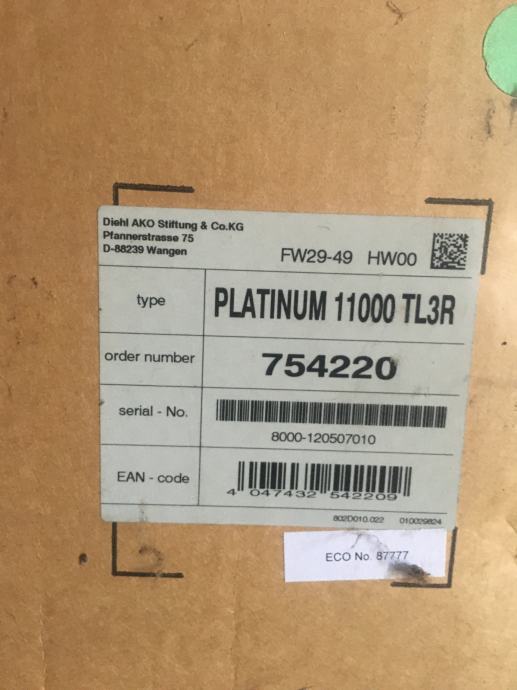 Diehl AKO Stiftung & Co.KG
Pfannerstrasse 75
D-88239 Wangen
FW29-49 HW00
type PLATINUM 11000 TL3R
order number 754220
serial - No.
8000-120507010
EAN - code
4 047432 542209
802D010.022 010029824
ECO No. 87777